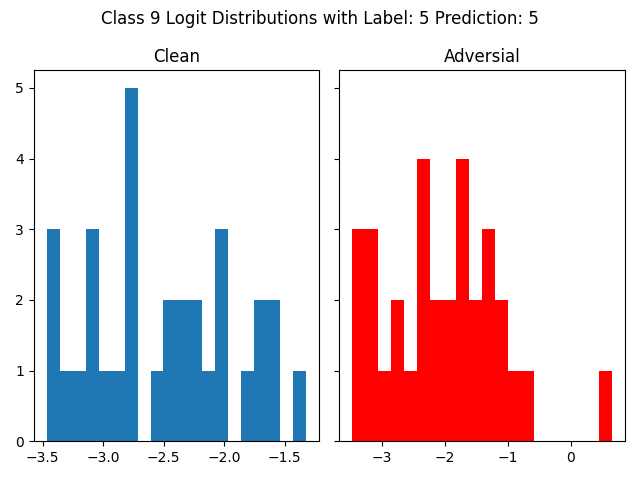 Class 9 Logit Distributions with Label: 5 Prediction: 5
Clean
Adversial
5
4
3
2
1
0
−3.5 −3.0 −2.5 −2.0 −1.5
−3 −2 −1 0